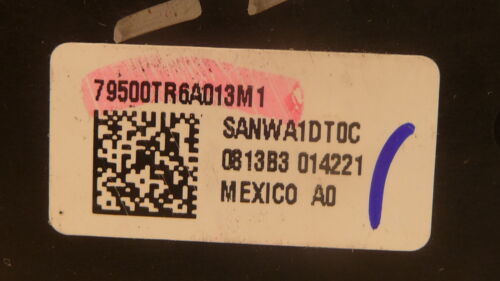 79500TR6A013M1
SANWA1DT0C
0813B3 014221
MEXICO A0